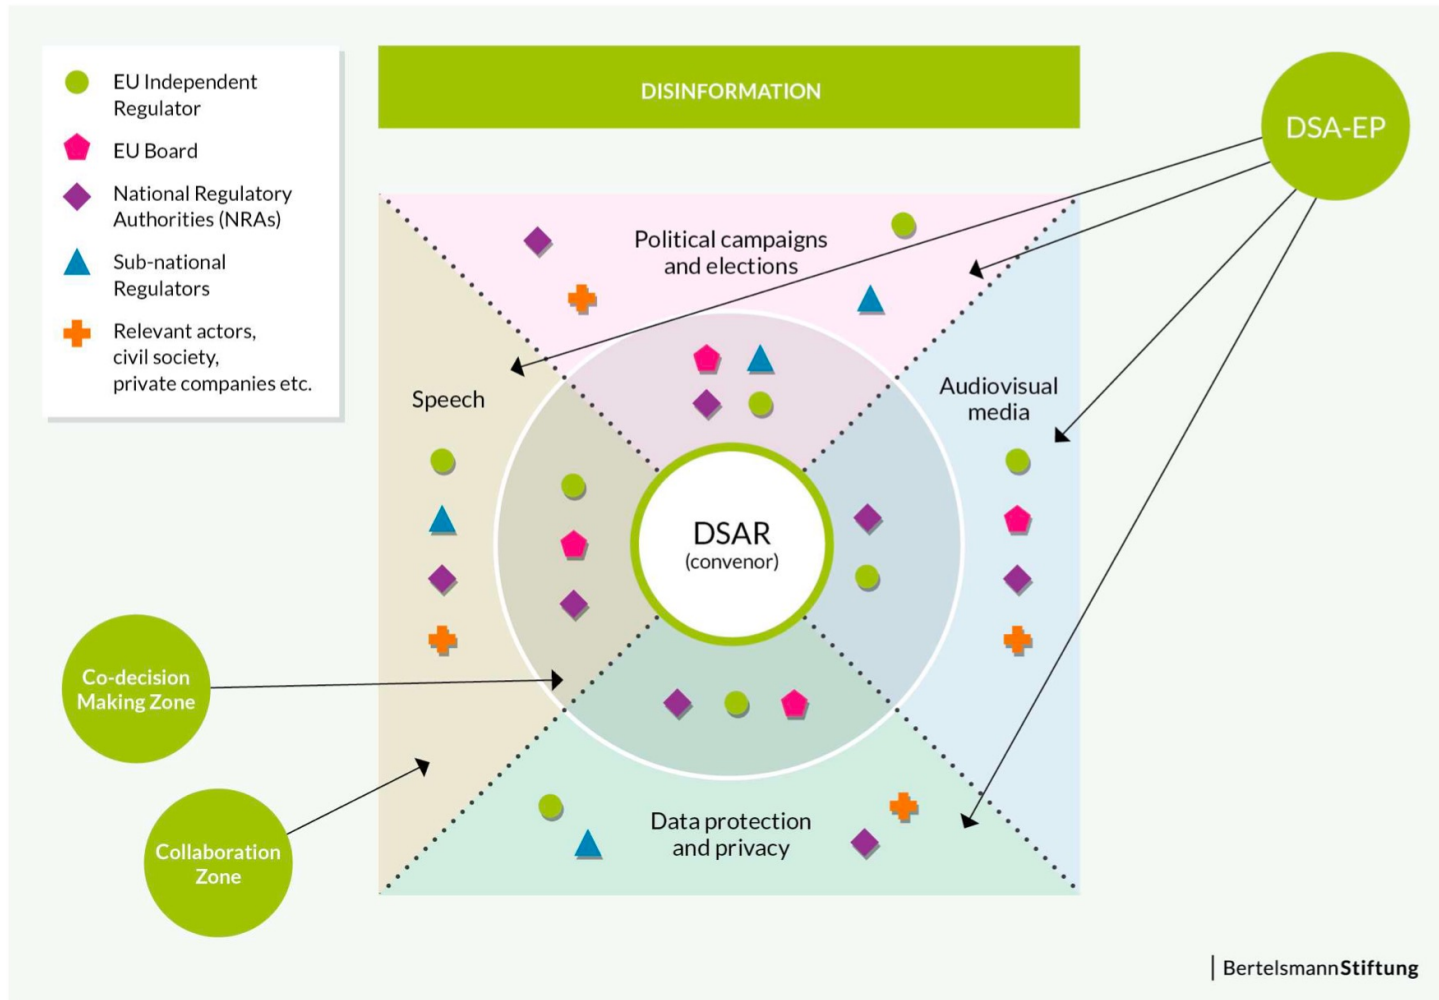 EU Independent
Regulator
EU Board
National Regulatory
Authorities (NRAs)
Sub-national
Regulators
Relevant actors,
civil society,
private companies etc.
DISINFORMATION
DSA-EP
Political campaigns
and elections
Speech
Audiovisual
media
DSAR
(convenor)
Co-decision
Making Zone
Collaboration
Zone
Data protection
and privacy
BertelsmannStiftung